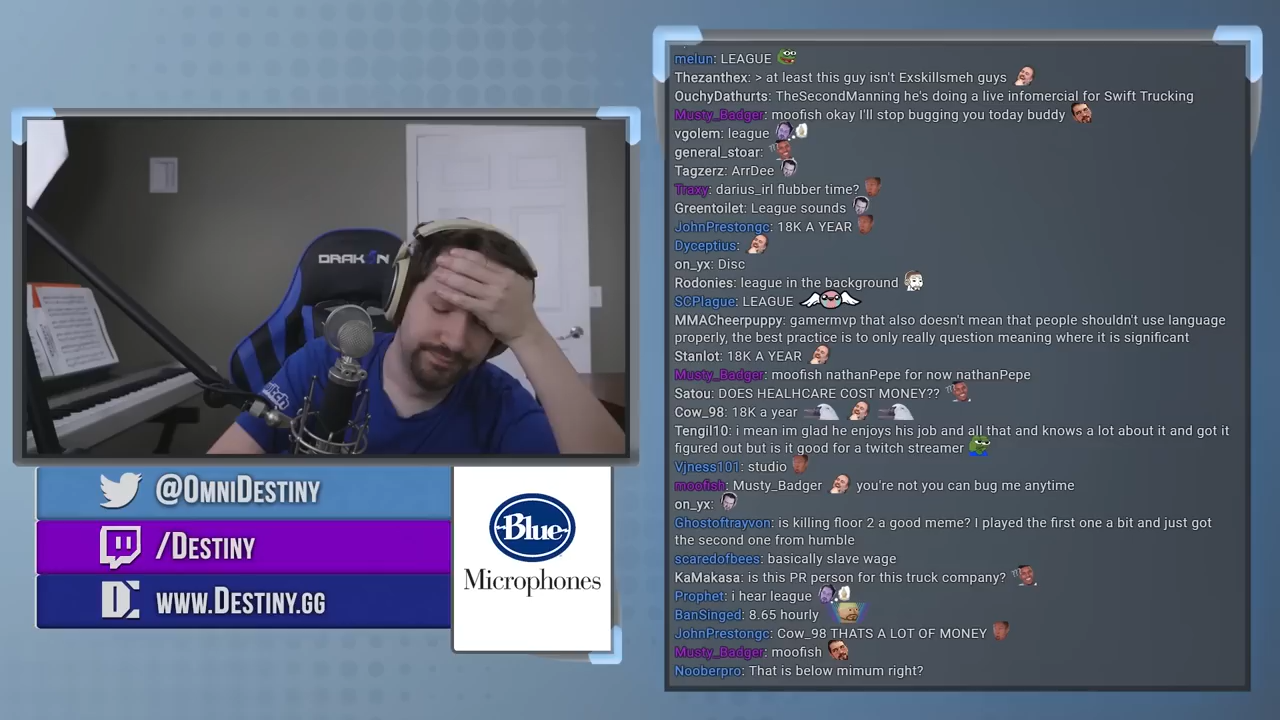 DRAKON
twitch
@OmniDestiny
/Destiny
www.Destiny.gg
Blue
Microphones
melun: LEAGUE
Thezanthex: > at least this guy isn't Exskillsmeh guys
OuchyDathurts: TheSecondManning he's doing a live infomercial for Swift Trucking
Musty_Badger: moofish okay I'll stop bugging you today buddy
vgolem: league
general_stoar:
Tagzerz: ArrDee
Traxy: darius_irl flubber time?
Greentoilet: League sounds
JohnPrestongc: 18K A YEAR
Dyceptius:
on_yx: Disc
Rodonies: league in the background
SCPlague: LEAGUE
MMACheerpuppy: gamermvp that also doesn't mean that people shouldn't use language
properly, the best practice is to only really question meaning where it is significant
Stanlot: 18K A YEAR
Musty_Badger: moofish nathanPepe for now nathanPepe
Satou: DOES HEALHCARE COST MONEY??
Cow_98: 18K a year
Tengil10: i mean im glad he enjoys his job and all that and knows a lot about it and got it
figured out but is it good for a twitch streamer
Vjness101: studio
moofish: Musty_Badger you're not you can bug me anytime
on_yx:
Ghostoftrayvon: is killing floor 2 a good meme? I played the first one a bit and just got
the second one from humble
scaredofbees: basically slave wage
KaMakasa: is this PR person for this truck company?
Prophet: i hear league
BanSinged: 8.65 hourly
JohnPrestongc: Cow_98 THATS A LOT OF MONEY
Musty_Badger: moofish
Nooberpro: That is below mimum right?